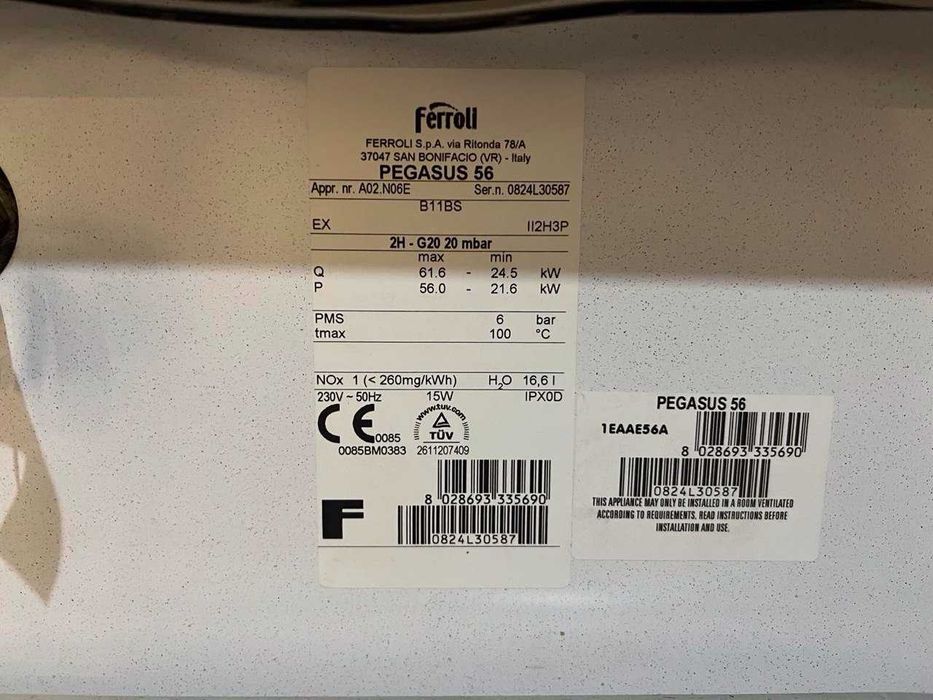 ferroli
FERROLI S.p.A. via Ritonda 78/A
37047 SAN BONIFACIO (VR) - Italy
PEGASUS 56
Appr. nr. A02.N06E Ser.n. 0824L30587
B11BS
EX II2H3P
2H - G20 20 mbar
max min
Q 61.6 - 24.5 kW
P 56.0 - 21.6 kW
PMS 6 bar
tmax 100 °C
NOx 1 (< 260mg/kWh) H2O 16,6 l
230V ~ 50Hz 15W IPX0D
CE 0085
0085BM0383
www.tuv.com
TÜV
2611207409
8 028693 335690
F
0824L30587
PEGASUS 56
1EAAE56A
8 028693 335690
0824L30587
THIS APPLIANCE MAY ONLY BE INSTALLED IN A ROOM VENTILATED
ACCORDING TO REQUIREMENTS. READ INSTRUCTIONS BEFORE
INSTALLATION AND USE.